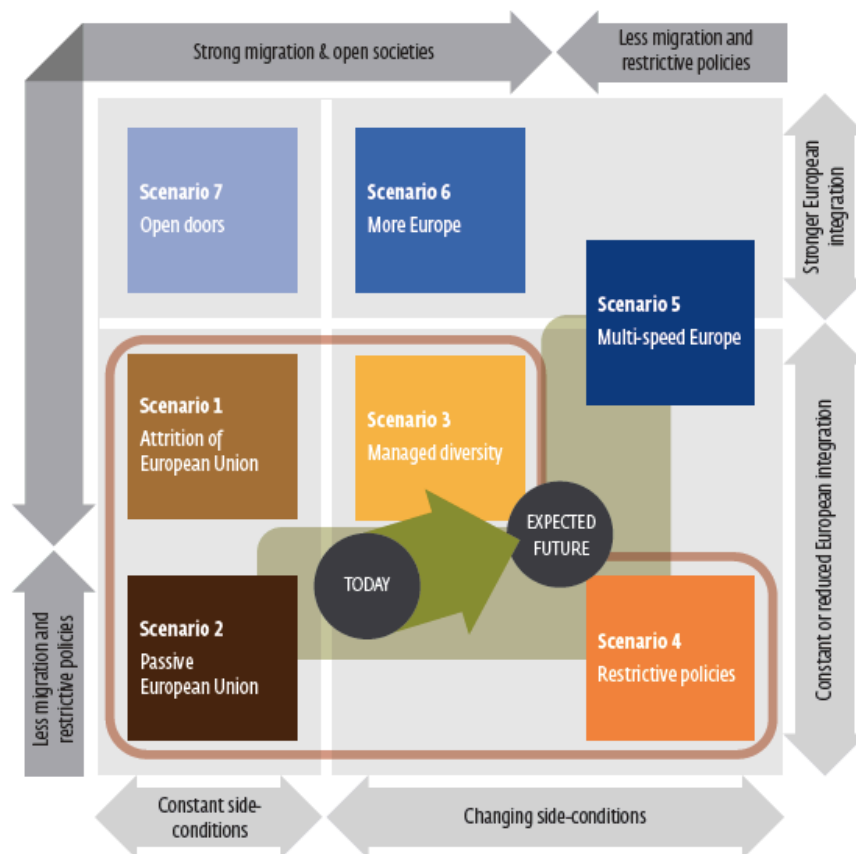 Strong migration & open societies
Less migration and
restrictive policies
Scenario 7
Open doors
Scenario 6
More Europe
Stronger European
integration
Scenario 5
Multi-speed Europe
Scenario 1
Attrition of
European Union
Scenario 3
Managed diversity
EXPECTED
FUTURE
TODAY
Scenario 2
Passive
European Union
Scenario 4
Restrictive policies
Less migration and
restrictive policies
Constant or reduced European integration
Constant side-
conditions
Changing side-conditions